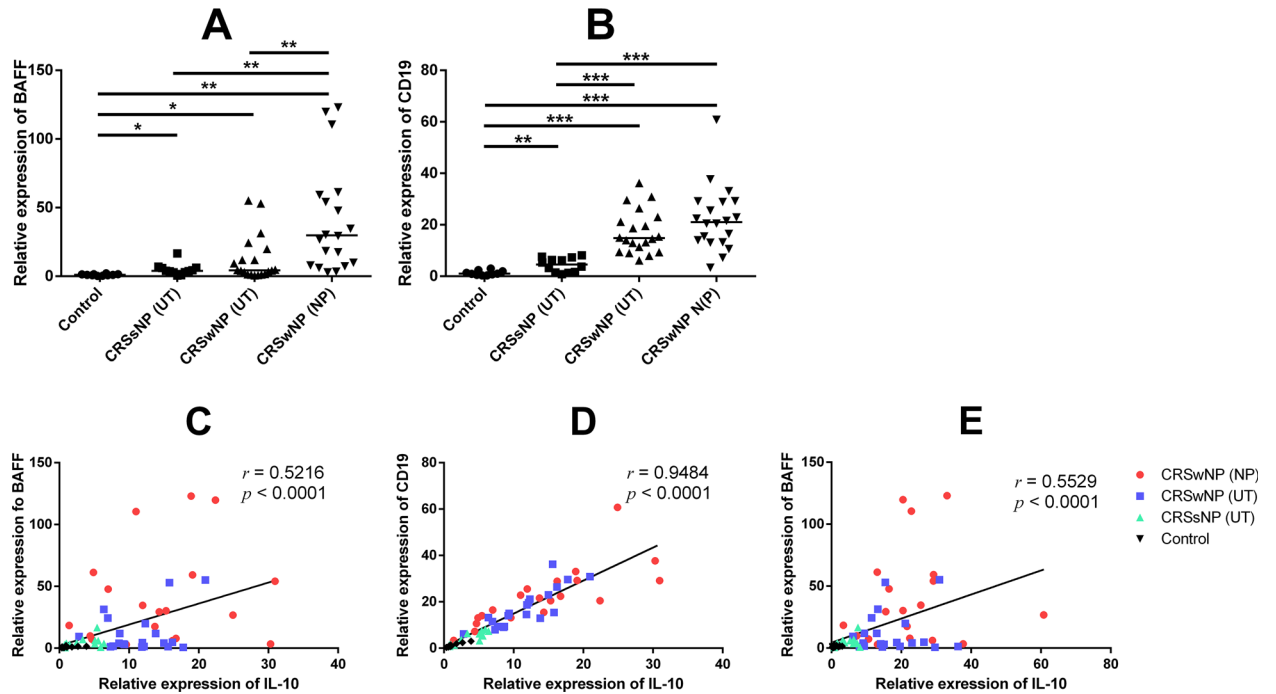 A
Relative expression of BAFF
150
100
50
0
**
**
**
*
*
Control
CRSsNP (UT)
CRSwNP (UT)
CRSwNP (NP)
B
Relative expression of CD19
80
60
40
20
0
***
***
***
***
**
Control
CRSsNP (UT)
CRSwNP (UT)
CRSwNP N(P)
C
Relative expression fo BAFF
150
100
50
0
r = 0.5216
p < 0.0001
0 10 20 30 40
Relative expression of IL-10
D
Relative expression of CD19
80
60
40
20
0
r = 0.9484
p < 0.0001
0 10 20 30 40
Relative expression of IL-10
E
Relative expression of BAFF
150
100
50
0
r = 0.5529
p < 0.0001
0 20 40 60 80
Relative expression of IL-10
CRSwNP (NP)
CRSwNP (UT)
CRSsNP (UT)
Control